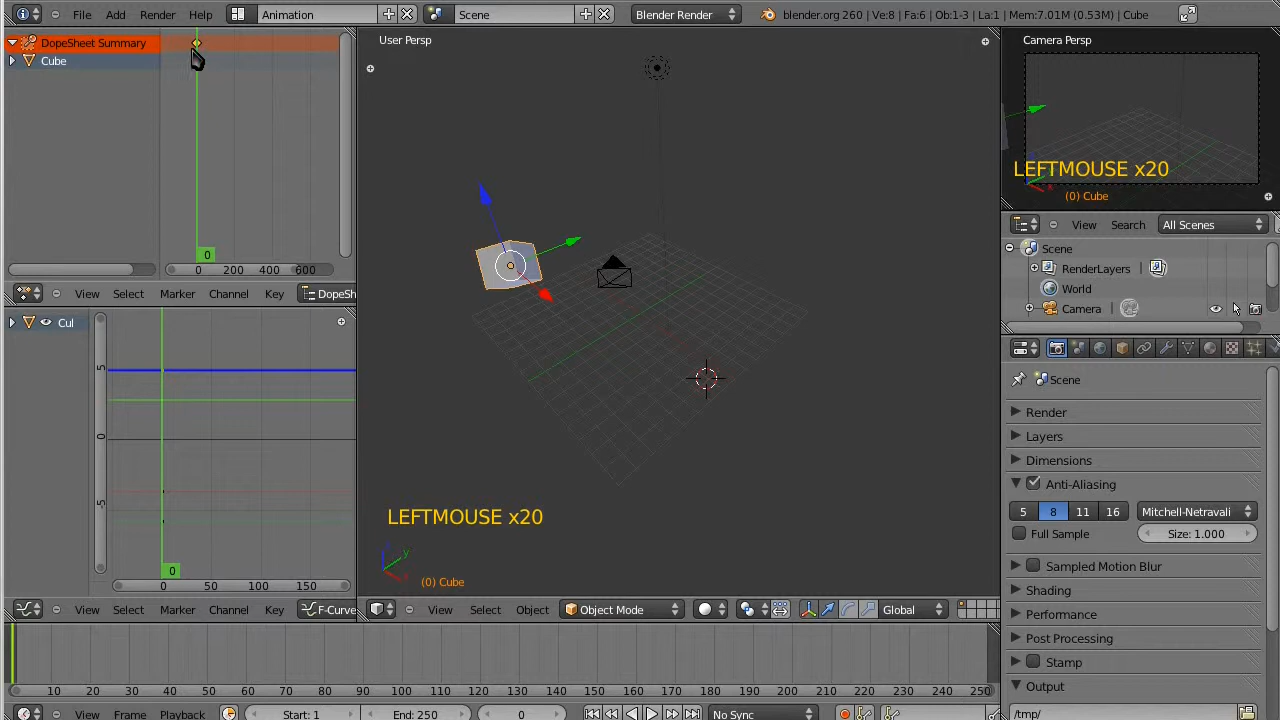 File Add Render Help Animation Scene Blender Render blender.org 260 | Ve:8 | Fa:6 | Ob:1-3 | La:1 | Mem:7.01M (0.53M) | Cube
DopeSheet Summary
Cube
0
0 200 400 600
View Select Marker Channel Key DopeSh
Cul
5
0
-5
0
0 50 100 150
View Select Marker Channel Key F-Curve
User Persp
LEFTMOUSE x20
(0) Cube
View Select Object Object Mode Global
Camera Persp
LEFTMOUSE x20
(0) Cube
View Search All Scenes
Scene
RenderLayers
World
Camera
Scene
Render
Layers
Dimensions
Anti-Aliasing
5 8 11 16 Mitchell-Netravali
Full Sample Size: 1.000
Sampled Motion Blur
Shading
Performance
Post Processing
Stamp
Output
/tmp/
10 20 30 40 50 60 70 80 90 100 110 120 130 140 150 160 170 180 190 200 210 220 230 240 250
View Frame Playback Start: 1 End: 250 0 No Sync